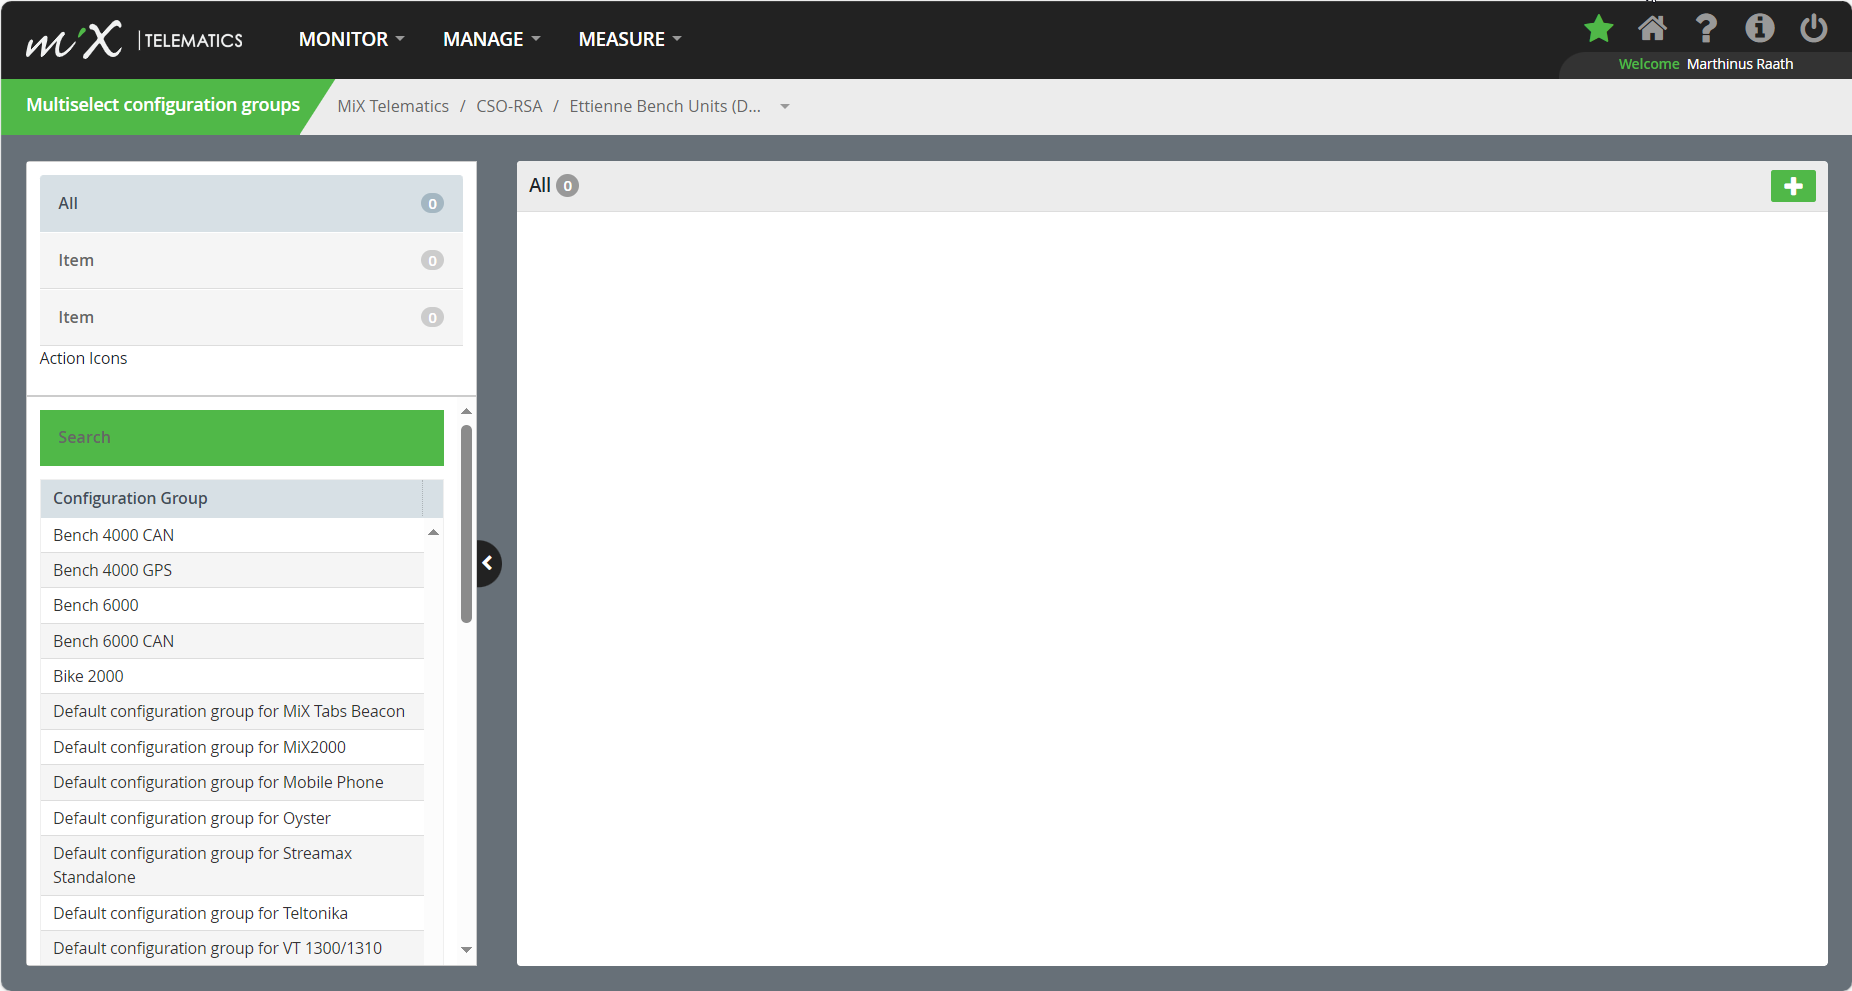 mix | TELEMATICS
MONITOR
MANAGE
MEASURE
Welcome Marthinus Raath
Multiselect configuration groups
MiX Telematics / CSO-RSA / Ettienne Bench Units (D...
All 0
Item 0
Item 0
Action Icons
Search
Configuration Group
Bench 4000 CAN
Bench 4000 GPS
Bench 6000
Bench 6000 CAN
Bike 2000
Default configuration group for MiX Tabs Beacon
Default configuration group for MiX2000
Default configuration group for Mobile Phone
Default configuration group for Oyster
Default configuration group for Streamax
Standalone
Default configuration group for Teltonika
Default configuration group for VT 1300/1310
All 0